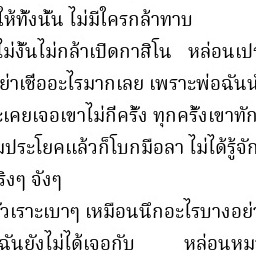 ให้ทั้งนั้น ไม่มีใครกล้าทาบ
ไม่งั้นไม่กล้าเปิดกาสิโน หล่อนเปร
ย่าเชื่ออะไรมากเลย เพราะพ่อฉันน
ะเคยเจอเขาไม่กี่ครั้ง ทุกครั้งเขาทัก
มประโยคแล้วก็โบกมือลา ไม่ได้รู้จัก
ริงๆ จังๆ
ัวเราะเบาๆ เหมือนนึกอะไรบางอย่
ฉันยังไม่ได้เจอกับ หล่อนหม